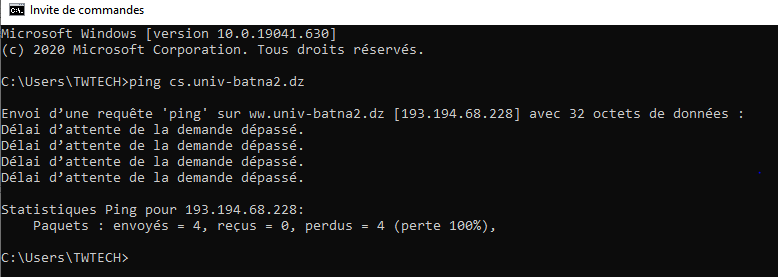 Invite de commandes
Microsoft Windows [version 10.0.19041.630]
(c) 2020 Microsoft Corporation. Tous droits réservés.
C:\Users\TWTECH>ping cs.univ-batna2.dz
Envoi d’une requête 'ping' sur ww.univ-batna2.dz [193.194.68.228] avec 32 octets de données :
Délai d’attente de la demande dépassé.
Délai d’attente de la demande dépassé.
Délai d’attente de la demande dépassé.
Délai d’attente de la demande dépassé.
Statistiques Ping pour 193.194.68.228:
    Paquets : envoyés = 4, reçus = 0, perdus = 4 (perte 100%),
C:\Users\TWTECH>